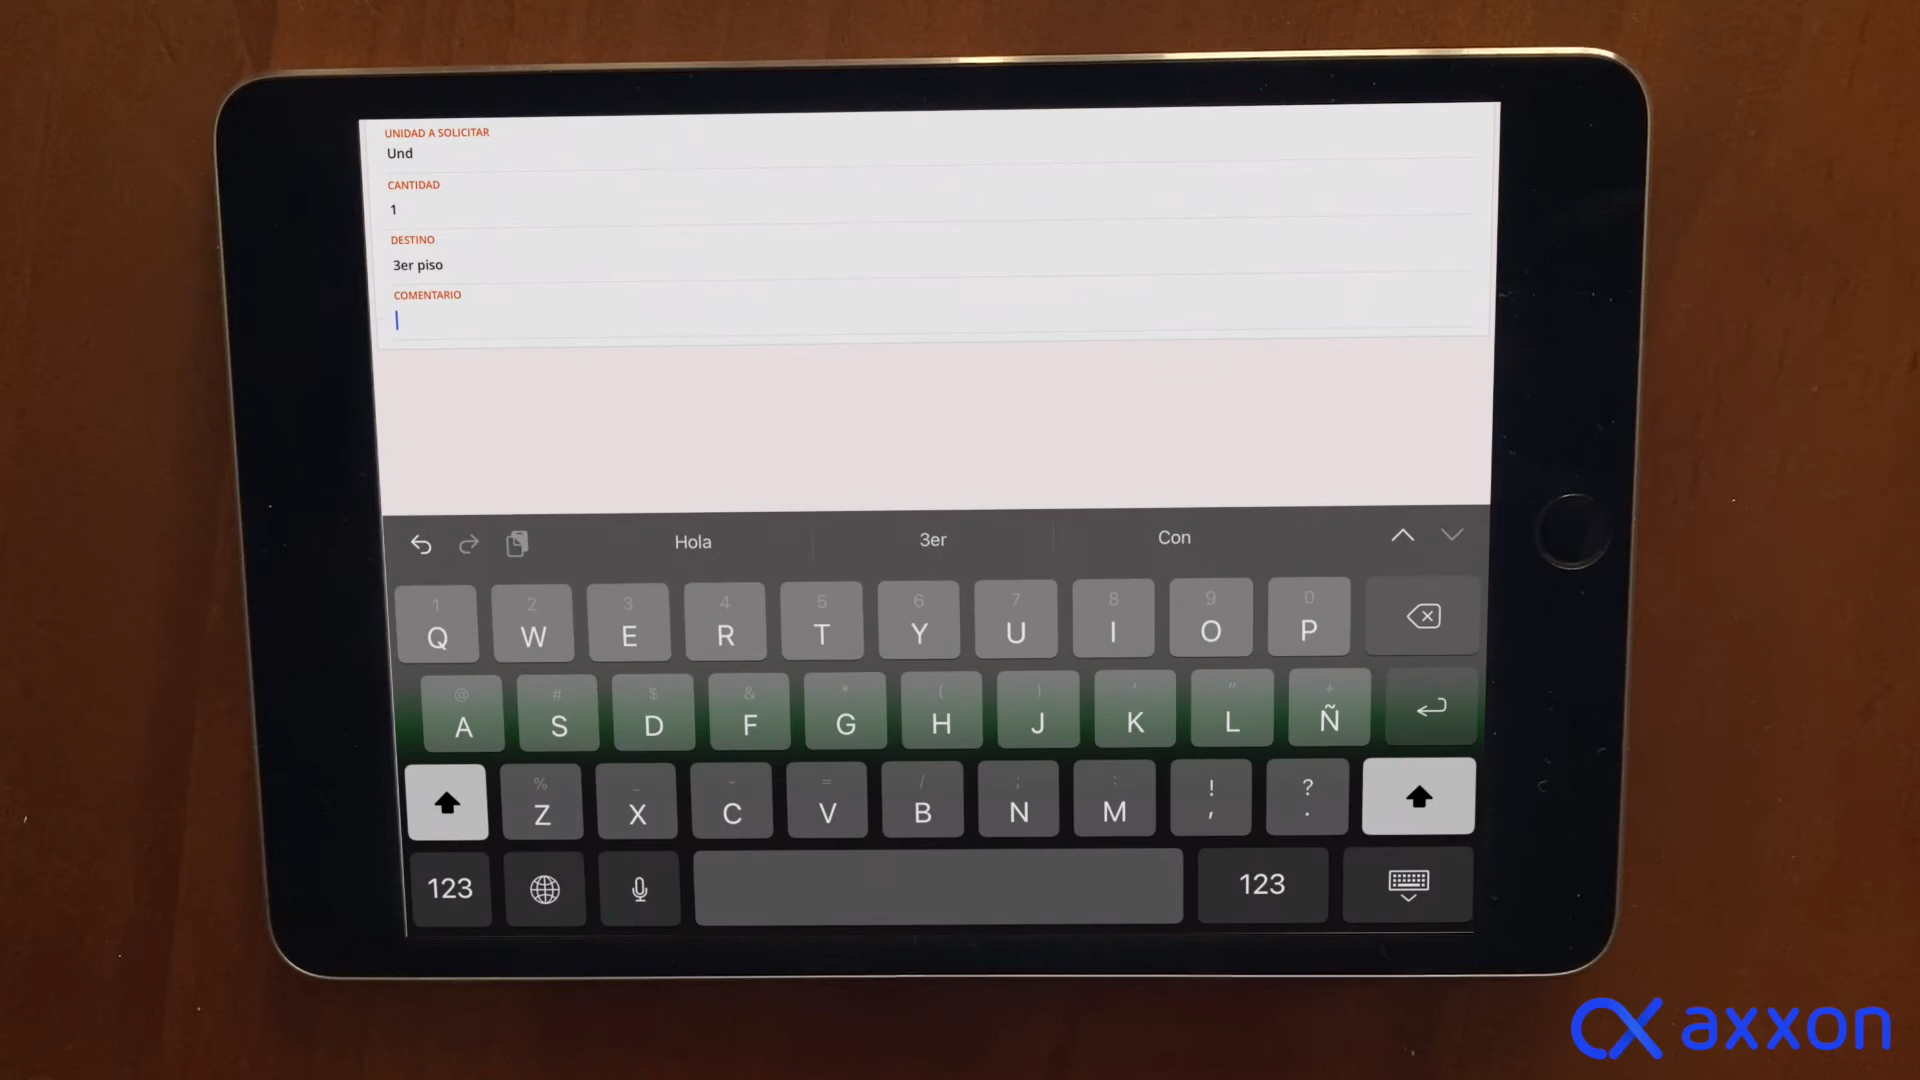 UNIDAD A SOLICITAR
Und
CANTIDAD
1
DESTINO
3er piso
COMENTARIO
Hola 3er Con
1 2 3 4 5 6 7 8 9 0
Q W E R T Y U I O P
@ # $ & * ( ) ' " +
A S D F G H J K L Ñ
% _ - = / ; : ! ?
Z X C V B N M , .
123 123
axxon